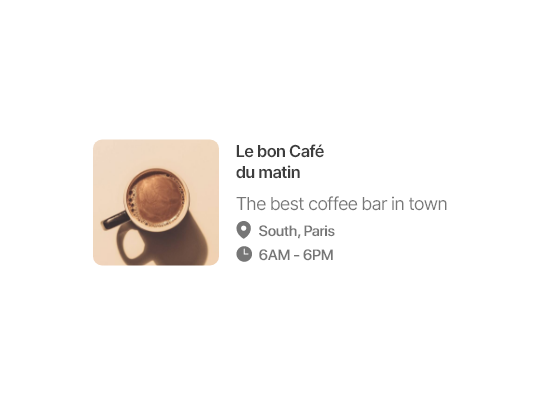 Le bon Café
du matin
The best coffee bar in town
South, Paris
6AM - 6PM